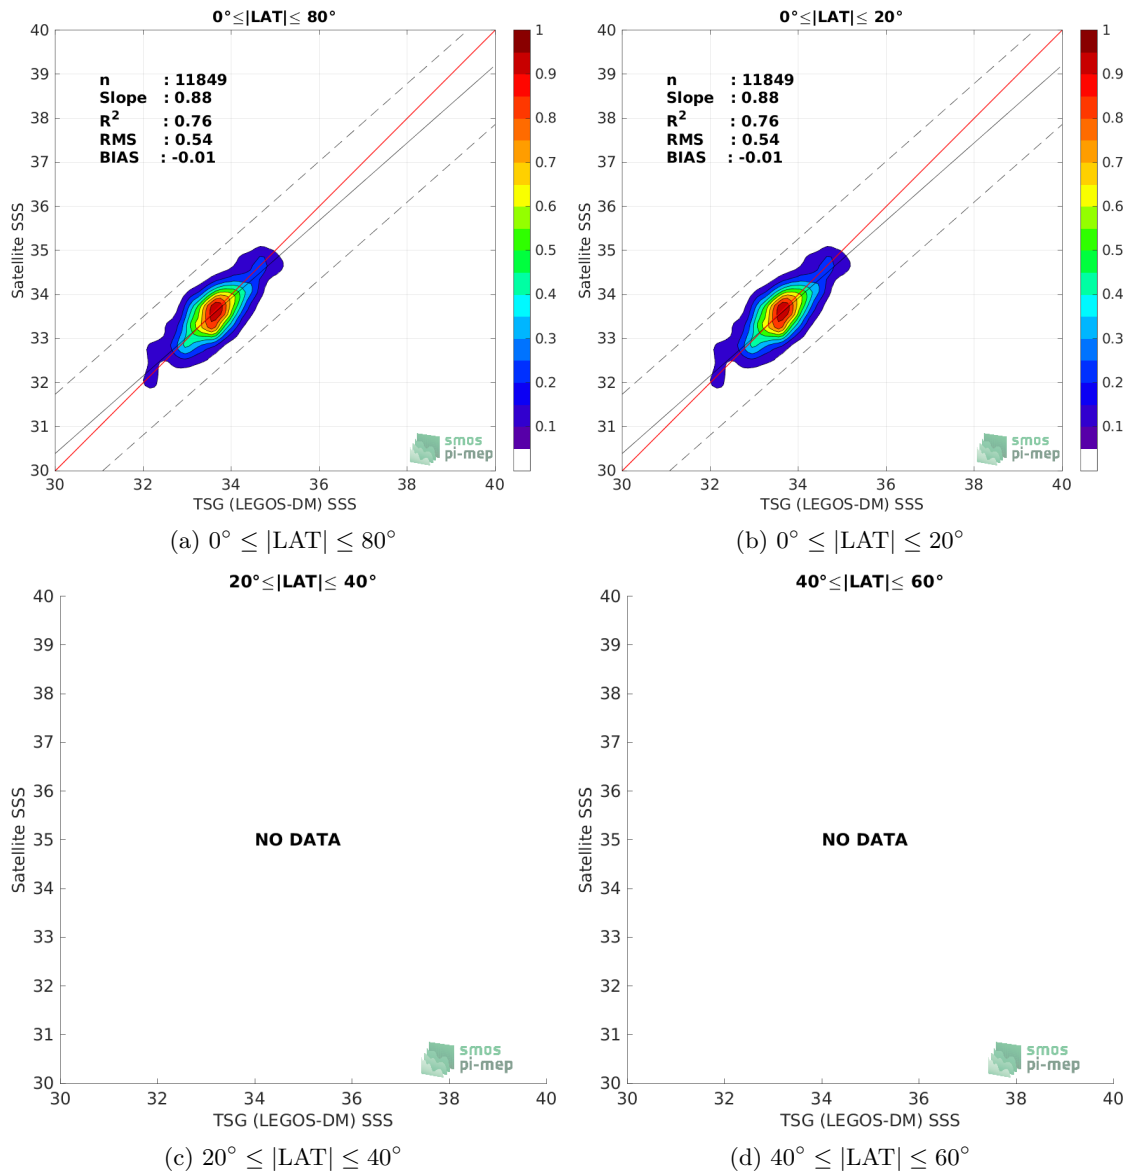 0°≤|LAT|≤ 80°
40
39
38
37
36
35
34
33
32
31
30
Satellite SSS
n : 11849
Slope : 0.88
R² : 0.76
RMS : 0.54
BIAS : -0.01
1
0.9
0.8
0.7
0.6
0.5
0.4
0.3
0.2
0.1
smos
pi-mep
30 32 34 36 38 40
TSG (LEGOS-DM) SSS
(a) 0° ≤ |LAT| ≤ 80°
0°≤|LAT|≤ 20°
40
39
38
37
36
35
34
33
32
31
30
Satellite SSS
n : 11849
Slope : 0.88
R² : 0.76
RMS : 0.54
BIAS : -0.01
1
0.9
0.8
0.7
0.6
0.5
0.4
0.3
0.2
0.1
smos
pi-mep
30 32 34 36 38 40
TSG (LEGOS-DM) SSS
(b) 0° ≤ |LAT| ≤ 20°
20°≤|LAT|≤ 40°
40
39
38
37
36
35
34
33
32
31
30
Satellite SSS
NO DATA
smos
pi-mep
30 32 34 36 38 40
TSG (LEGOS-DM) SSS
(c) 20° ≤ |LAT| ≤ 40°
40°≤|LAT|≤ 60°
40
39
38
37
36
35
34
33
32
31
30
Satellite SSS
NO DATA
smos
pi-mep
30 32 34 36 38 40
TSG (LEGOS-DM) SSS
(d) 40° ≤ |LAT| ≤ 60°